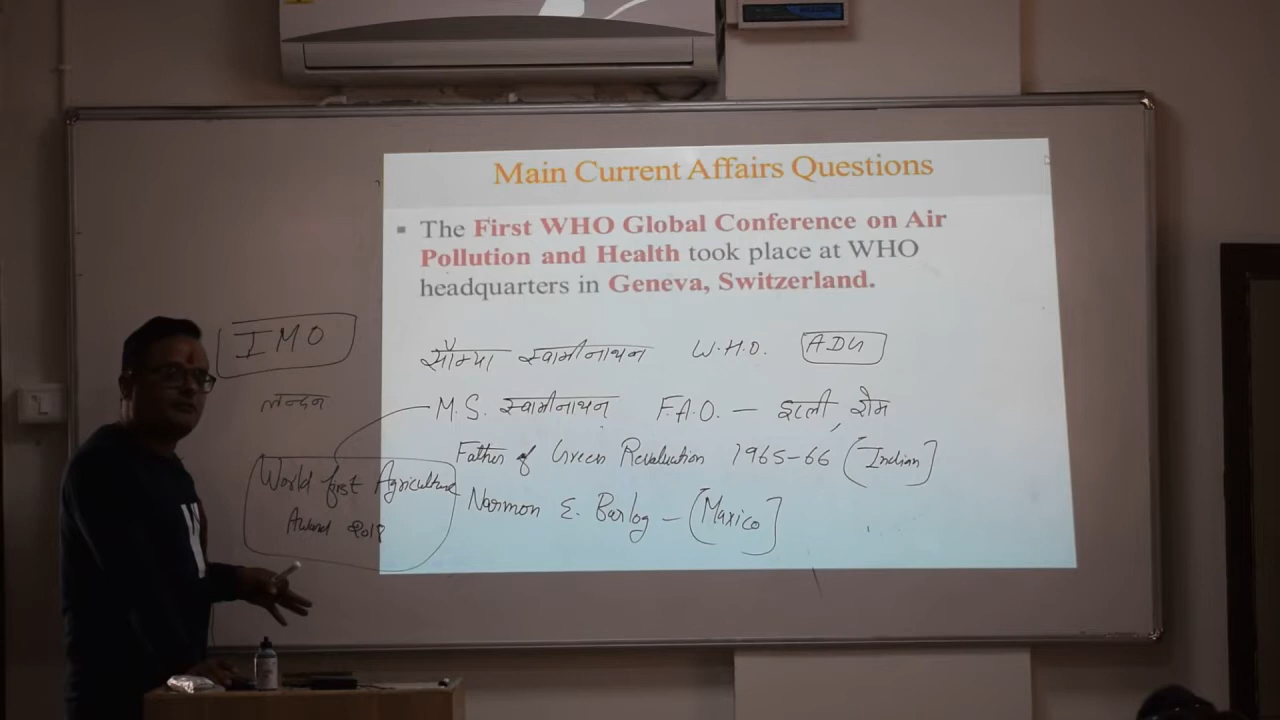 Main Current Affairs Questions
The First WHO Global Conference on Air
Pollution and Health took place at WHO
headquarters in Geneva, Switzerland.
IMO
लन्दन
सौम्या स्वामीनाथन W.H.O. ADG
M.S. स्वामीनाथन F.A.O. – इटली, रोम
Father of Green Revaluation 1965-66 (Indian]
Narmon E. Barlog – (Maxico]
World first Agriculture
Award 2018